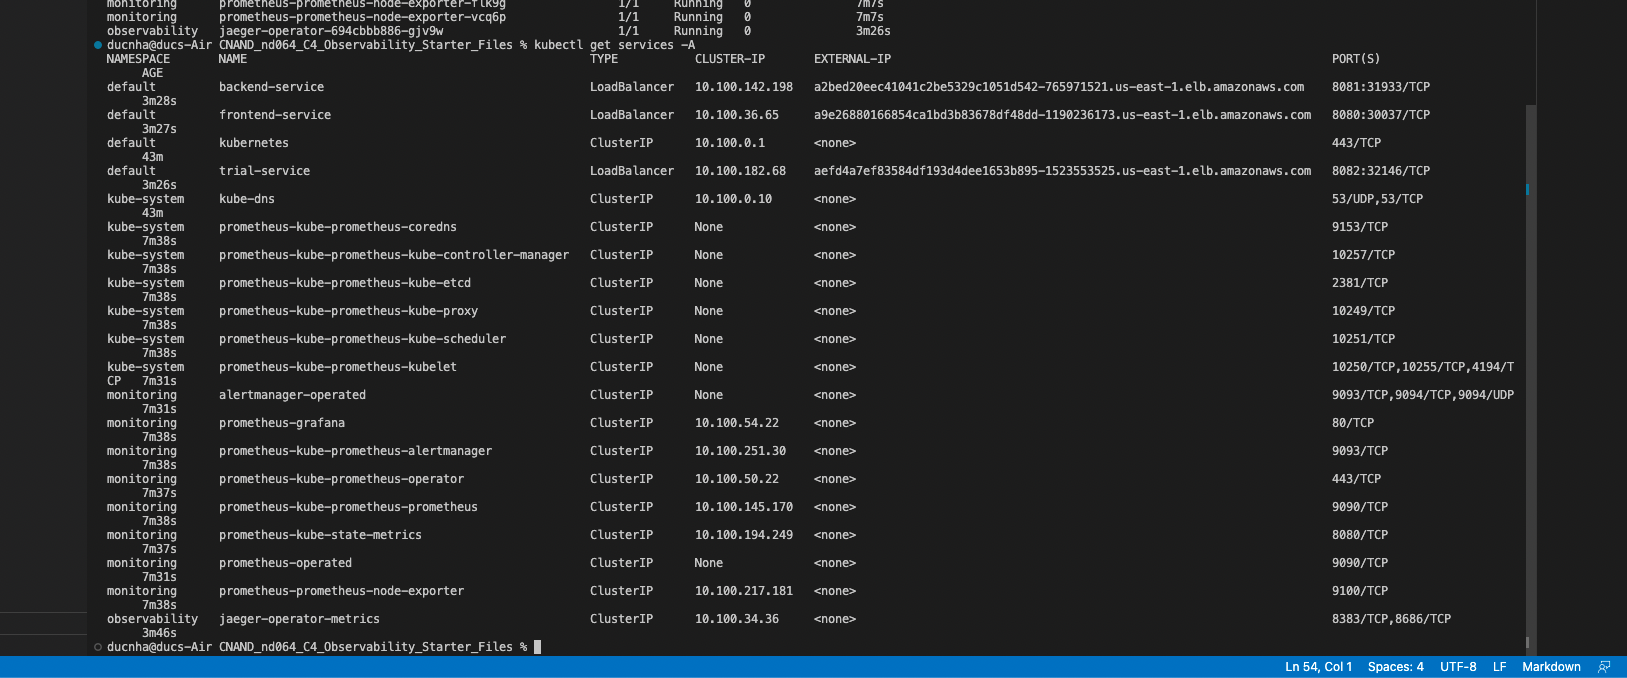 monitoring prometheus-prometheus-node-exporter-flk9g 1/1 Running 0 7m7s
monitoring prometheus-prometheus-node-exporter-vcq6p 1/1 Running 0 7m7s
observability jaeger-operator-694cbbb886-gjv9w 1/1 Running 0 3m26s
ducnha@ducs-Air CNAND_nd064_C4_Observability_Starter_Files % kubectl get services -A
NAMESPACE NAME TYPE CLUSTER-IP EXTERNAL-IP PORT(S)
AGE
default backend-service LoadBalancer 10.100.142.198 a2bed20eec41041c2be5329c1051d542-765971521.us-east-1.elb.amazonaws.com 8081:31933/TCP
3m28s
default frontend-service LoadBalancer 10.100.36.65 a9e26880166854ca1bd3b83678df48dd-1190236173.us-east-1.elb.amazonaws.com 8080:30037/TCP
3m27s
default kubernetes ClusterIP 10.100.0.1 <none> 443/TCP
43m
default trial-service LoadBalancer 10.100.182.68 aefd4a7ef83584df193d4dee1653b895-1523553525.us-east-1.elb.amazonaws.com 8082:32146/TCP
3m26s
kube-system kube-dns ClusterIP 10.100.0.10 <none> 53/UDP,53/TCP
43m
kube-system prometheus-kube-prometheus-coredns ClusterIP None <none> 9153/TCP
7m38s
kube-system prometheus-kube-prometheus-kube-controller-manager ClusterIP None <none> 10257/TCP
7m38s
kube-system prometheus-kube-prometheus-kube-etcd ClusterIP None <none> 2381/TCP
7m38s
kube-system prometheus-kube-prometheus-kube-proxy ClusterIP None <none> 10249/TCP
7m38s
kube-system prometheus-kube-prometheus-kube-scheduler ClusterIP None <none> 10251/TCP
7m38s
kube-system prometheus-kube-prometheus-kubelet ClusterIP None <none> 10250/TCP,10255/TCP,4194/T
CP 7m31s
monitoring alertmanager-operated ClusterIP None <none> 9093/TCP,9094/TCP,9094/UDP
7m31s
monitoring prometheus-grafana ClusterIP 10.100.54.22 <none> 80/TCP
7m38s
monitoring prometheus-kube-prometheus-alertmanager ClusterIP 10.100.251.30 <none> 9093/TCP
7m38s
monitoring prometheus-kube-prometheus-operator ClusterIP 10.100.50.22 <none> 443/TCP
7m37s
monitoring prometheus-kube-prometheus-prometheus ClusterIP 10.100.145.170 <none> 9090/TCP
7m38s
monitoring prometheus-kube-state-metrics ClusterIP 10.100.194.249 <none> 8080/TCP
7m37s
monitoring prometheus-operated ClusterIP None <none> 9090/TCP
7m31s
monitoring prometheus-prometheus-node-exporter ClusterIP 10.100.217.181 <none> 9100/TCP
7m38s
observability jaeger-operator-metrics ClusterIP 10.100.34.36 <none> 8383/TCP,8686/TCP
3m46s
ducnha@ducs-Air CNAND_nd064_C4_Observability_Starter_Files %
Ln 54, Col 1 Spaces: 4 UTF-8 LF Markdown